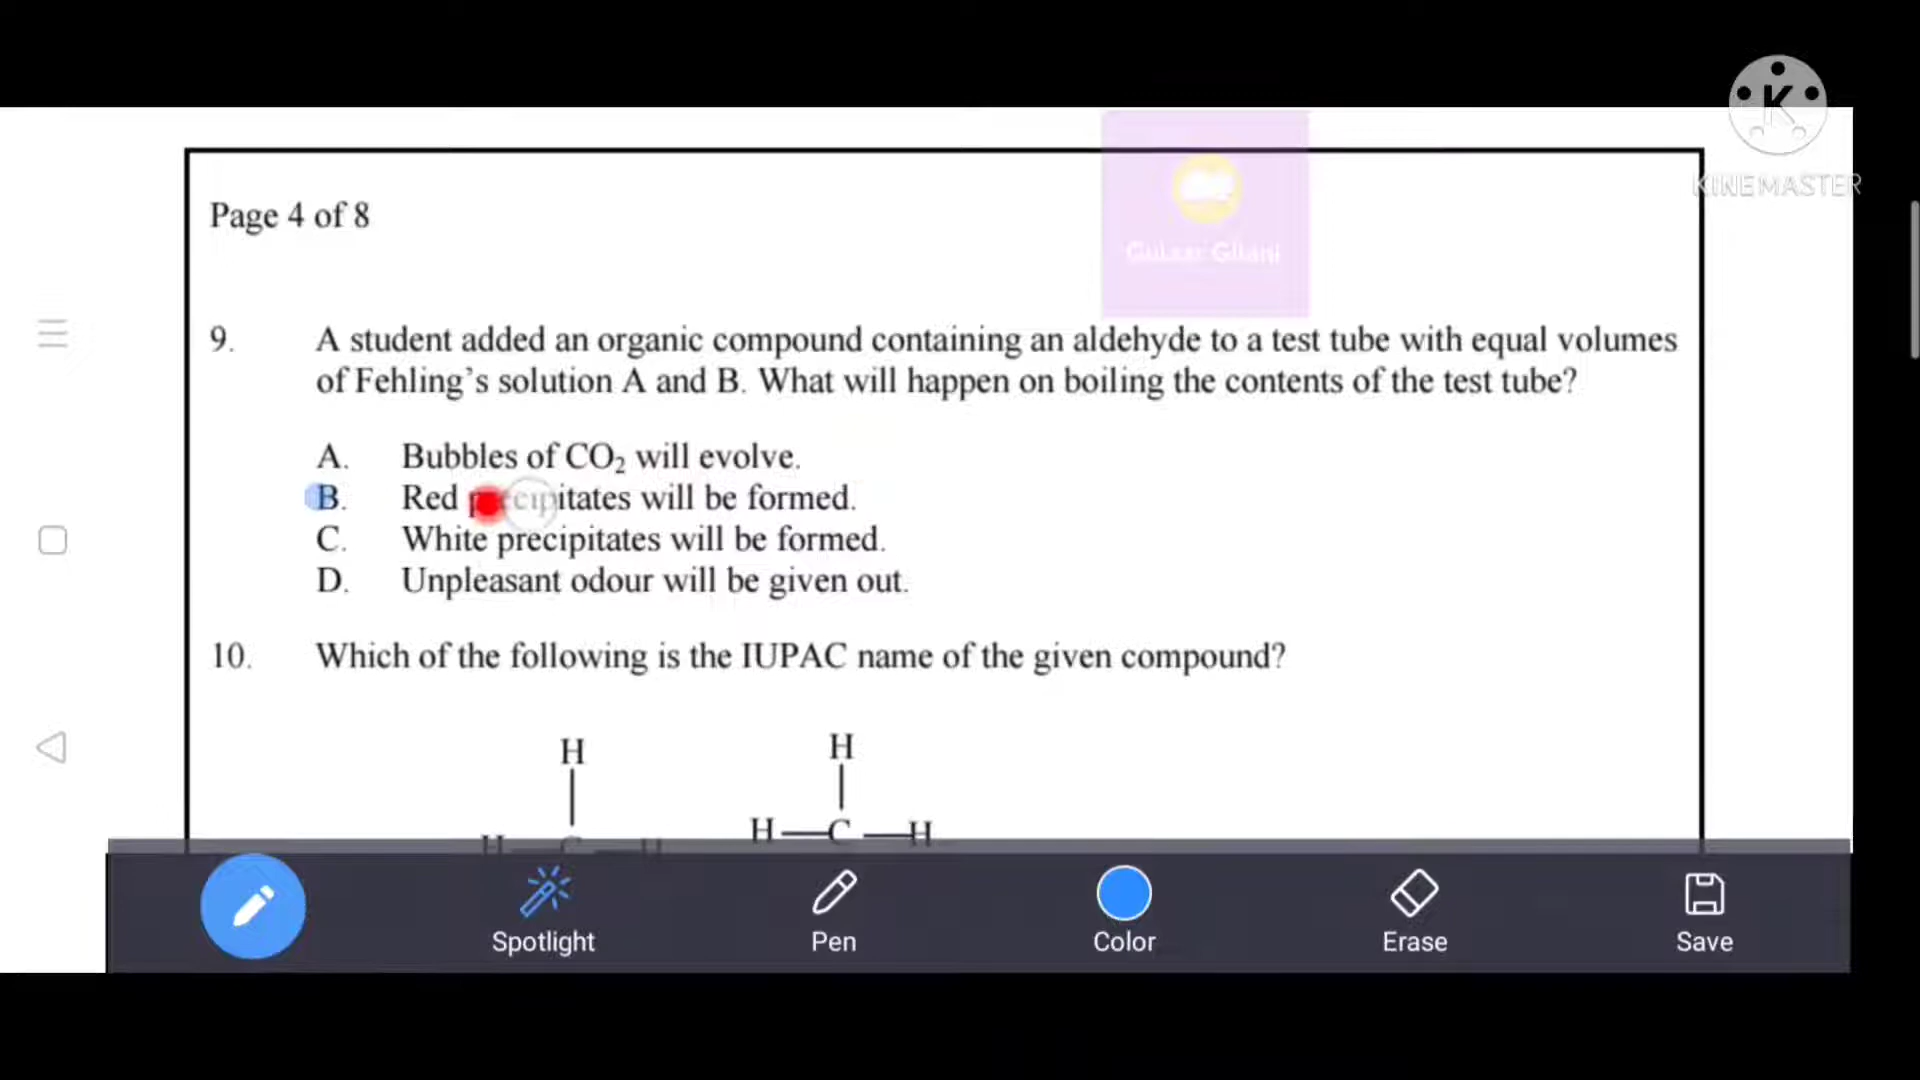 KINEMASTER
Page 4 of 8
Gulzar Gilani
9. A student added an organic compound containing an aldehyde to a test tube with equal volumes
of Fehling’s solution A and B. What will happen on boiling the contents of the test tube?
A. Bubbles of CO₂ will evolve.
B. Red precipitates will be formed.
C. White precipitates will be formed.
D. Unpleasant odour will be given out.
10. Which of the following is the IUPAC name of the given compound?
H H
H—C—H H—C—H
Spotlight Pen Color Erase Save